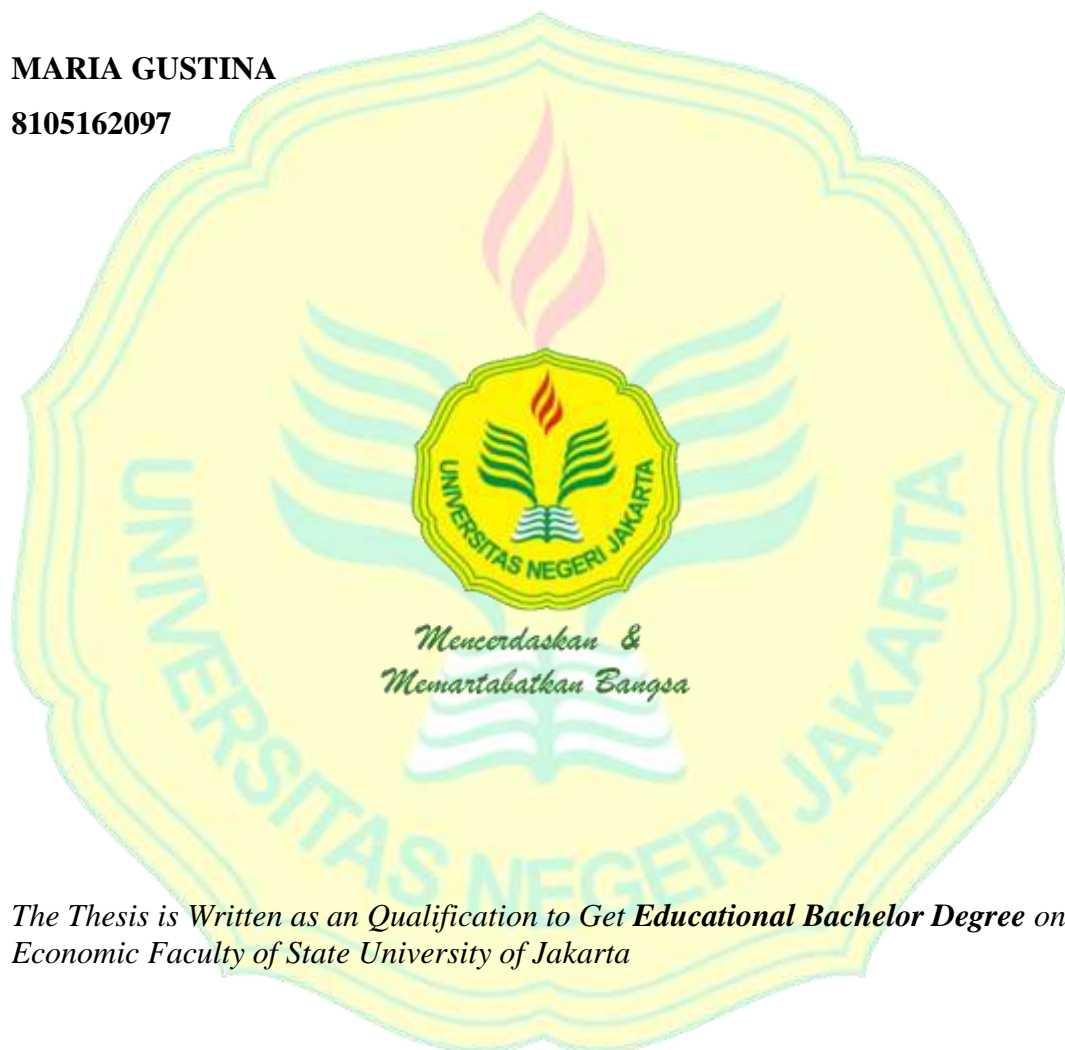 MARIA GUSTINA
8105162097
UNIVERSITAS NEGERI JAKARTA
UNIVERSITAS NEGERI JAKARTA
Mencerdaskan &
Memartabatkan Bangsa
The Thesis is Written as an Qualification to Get Educational Bachelor Degree on
Economic Faculty of State University of Jakarta